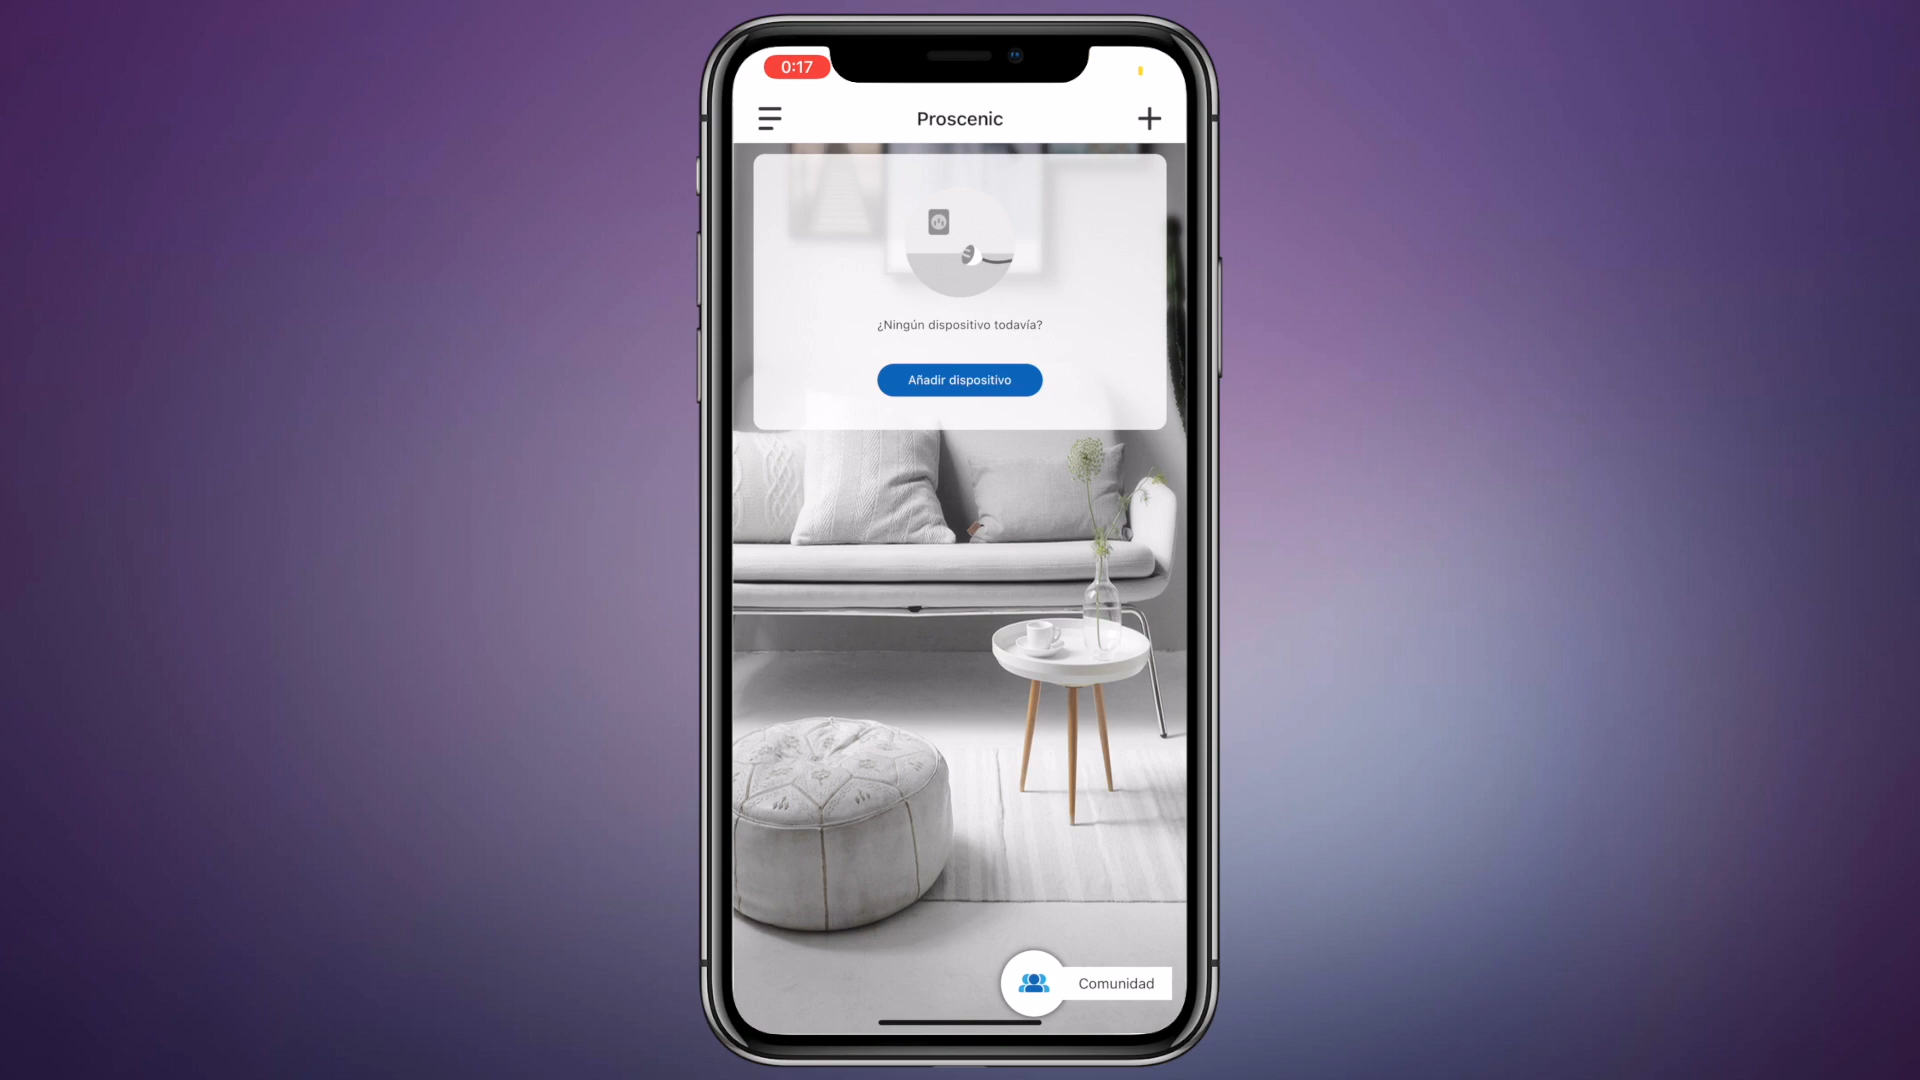 0:17
Proscenic
¿Ningún dispositivo todavía?
Añadir dispositivo
Comunidad